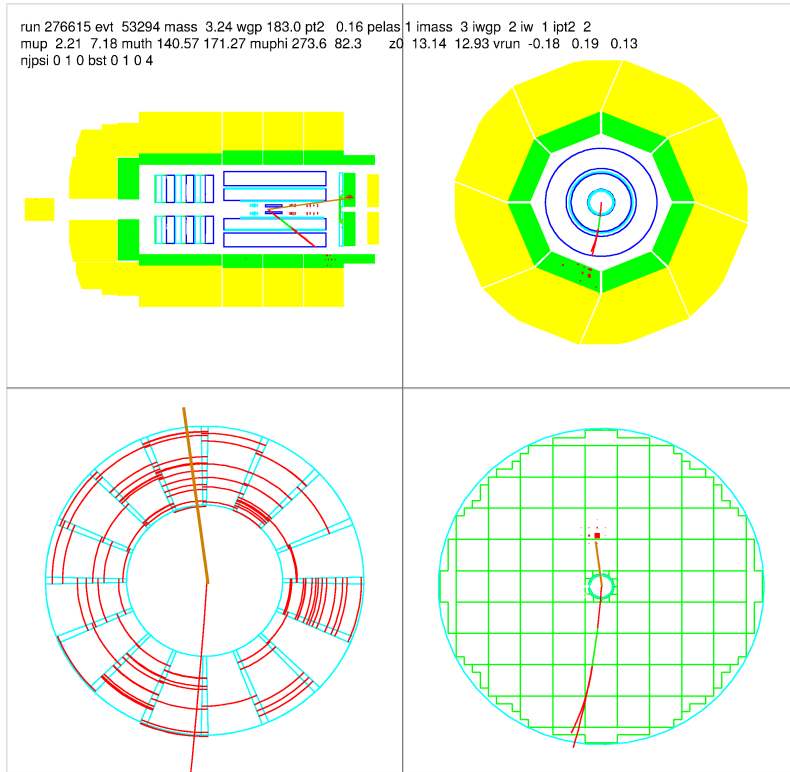 run 276615 evt 53294 mass 3.24 wgp 183.0 pt2 0.16 pelas 1 imass 3 iwgp 2 iw 1 ipt2 2
mup 2.21 7.18 muth 140.57 171.27 muphi 273.6 82.3 z0 13.14 12.93 vrun -0.18 0.19 0.13
njpsi 0 1 0 bst 0 1 0 4